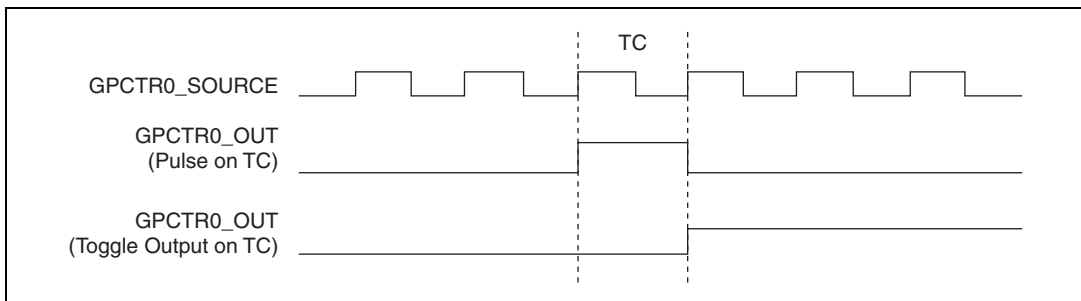 TC
GPCTR0_SOURCE
GPCTR0_OUT
(Pulse on TC)
GPCTR0_OUT
(Toggle Output on TC)